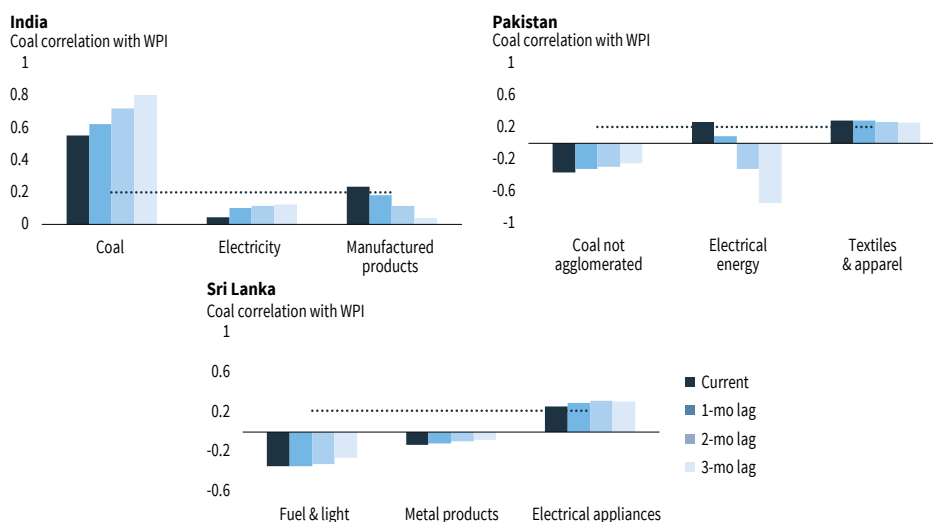 India
Coal correlation with WPI
1
0.8
0.6
0.4
0.2
0
Coal
Electricity
Manufactured
products
Pakistan
Coal correlation with WPI
1
0.6
0.2
-0.2
-0.6
-1
Coal not
agglomerated
Electrical
energy
Textiles
& apparel
Sri Lanka
Coal correlation with WPI
1
0.6
0.2
-0.2
-0.6
Fuel & light
Metal products
Electrical appliances
Current
1-mo lag
2-mo lag
3-mo lag